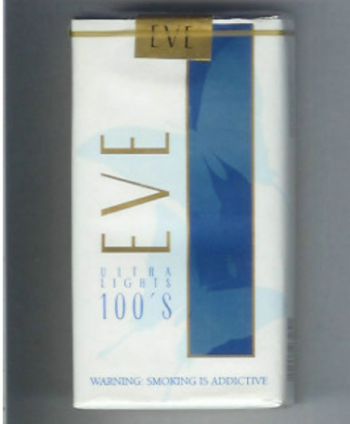 EVE
EVE
ULTRA
LIGHTS
100'S
WARNING: SMOKING IS ADDICTIVE